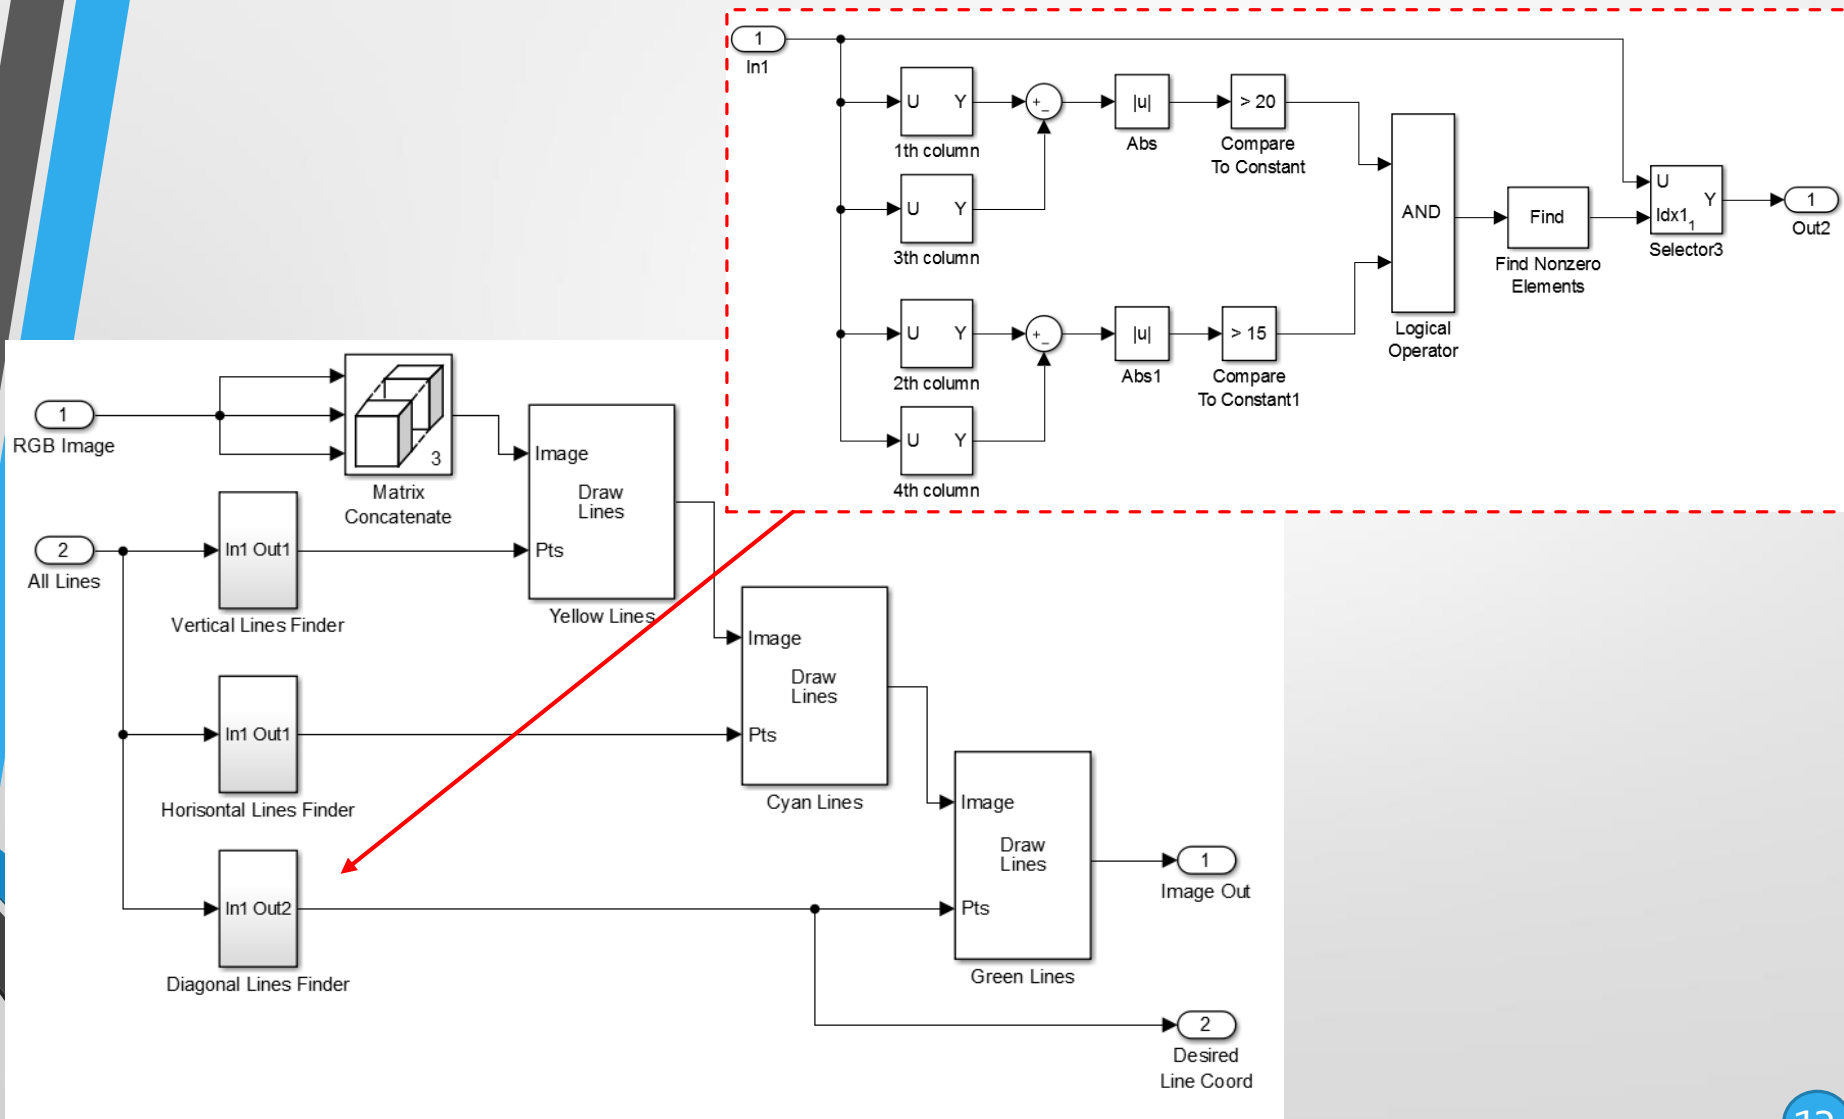 1
In1
U Y
1th column
+
-
|u|
Abs
> 20
Compare
To Constant
U Y
3th column
U Y
2th column
+
-
|u|
Abs1
> 15
Compare
To Constant1
U Y
4th column
AND
Logical
Operator
Find
Find Nonzero
Elements
U
Y
Idx1
1
Selector3
1
Out2
1
RGB Image
3
Matrix
Concatenate
Image
Draw
Lines
Pts
Yellow Lines
2
All Lines
In1 Out1
Vertical Lines Finder
Image
Draw
Lines
Pts
Cyan Lines
In1 Out1
Horisontal Lines Finder
Image
Draw
Lines
Pts
Green Lines
In1 Out2
Diagonal Lines Finder
1
Image Out
2
Desired
Line Coord